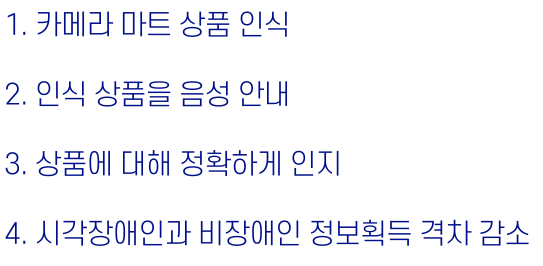 1. 카메라 마트 상품 인식
2. 인식 상품을 음성 안내
3. 상품에 대해 정확하게 인지
4. 시각장애인과 비장애인 정보획득 격차 감소